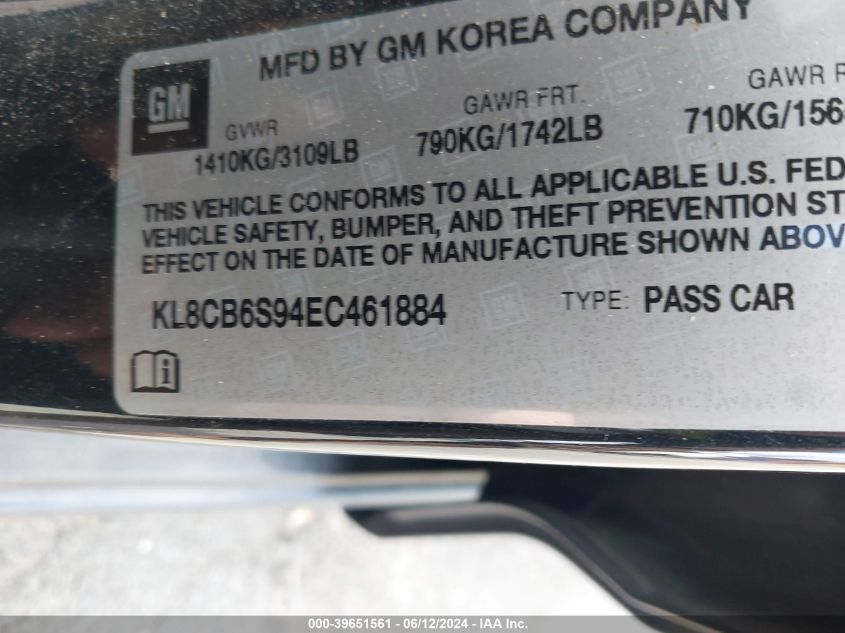 MFD BY GM KOREA COMPANY
GM
GVWR GAWR FRT. GAWR
1410KG/3109LB 790KG/1742LB 710KG/156
THIS VEHICLE CONFORMS TO ALL APPLICABLE U.S. FED
VEHICLE SAFETY, BUMPER, AND THEFT PREVENTION ST
EFFECT ON THE DATE OF MANUFACTURE SHOWN ABOV
KL8CB6S94EC461884 TYPE: PASS CAR
000-39651561 - 06/12/2024 - IAA Inc.